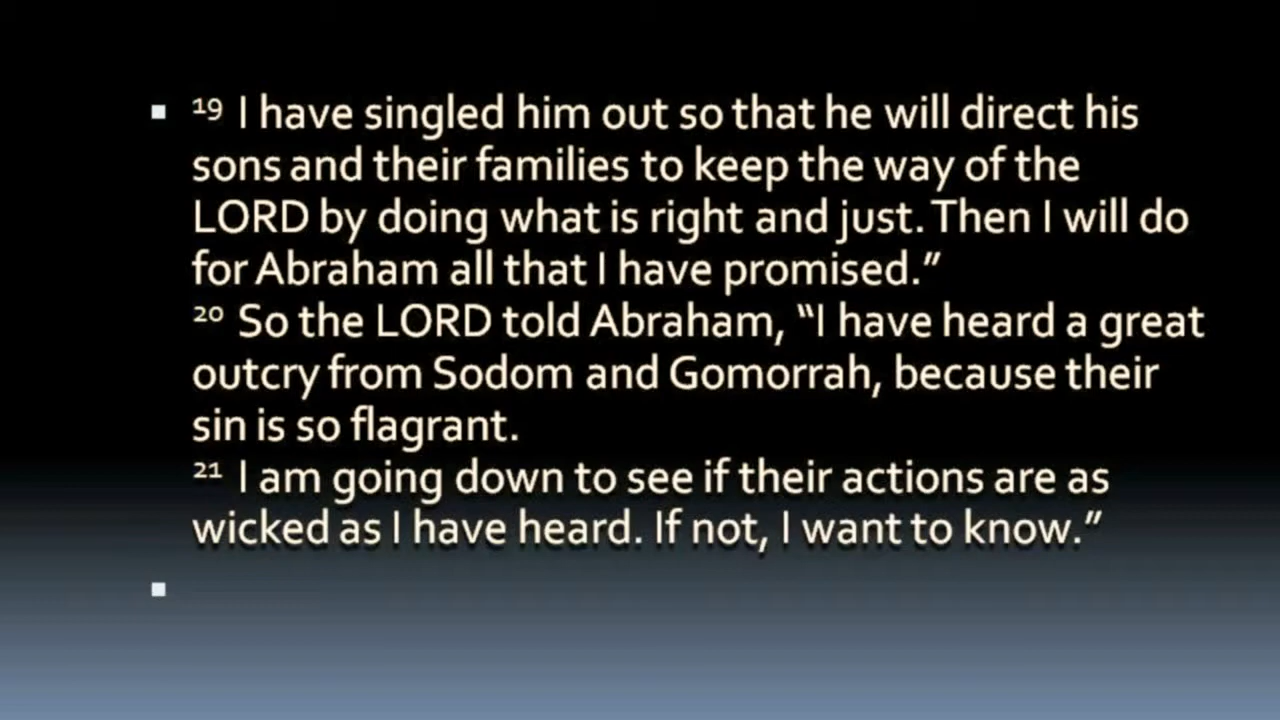 ▪ ¹⁹ I have singled him out so that he will direct his
sons and their families to keep the way of the
LORD by doing what is right and just. Then I will do
for Abraham all that I have promised.”
²⁰ So the LORD told Abraham, “I have heard a great
outcry from Sodom and Gomorrah, because their
sin is so flagrant.
²¹ I am going down to see if their actions are as
wicked as I have heard. If not, I want to know.”
▪